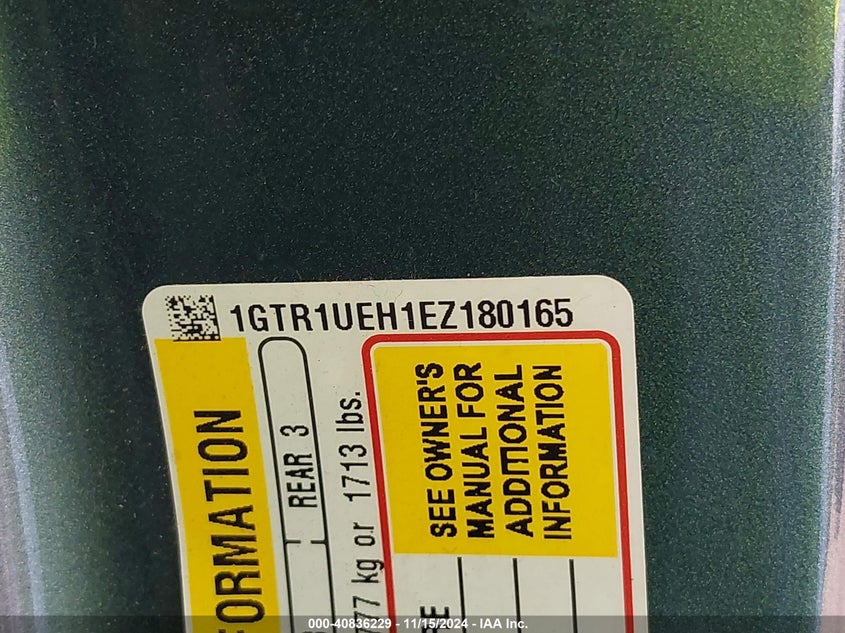 1GTR1UEH1EZ180165
REAR 3
777 kg or 1713 lbs.
SEE OWNER'S
MANUAL FOR
ADDITIONAL
INFORMATION
000-40836229 - 11/15/2024 - IAA Inc.